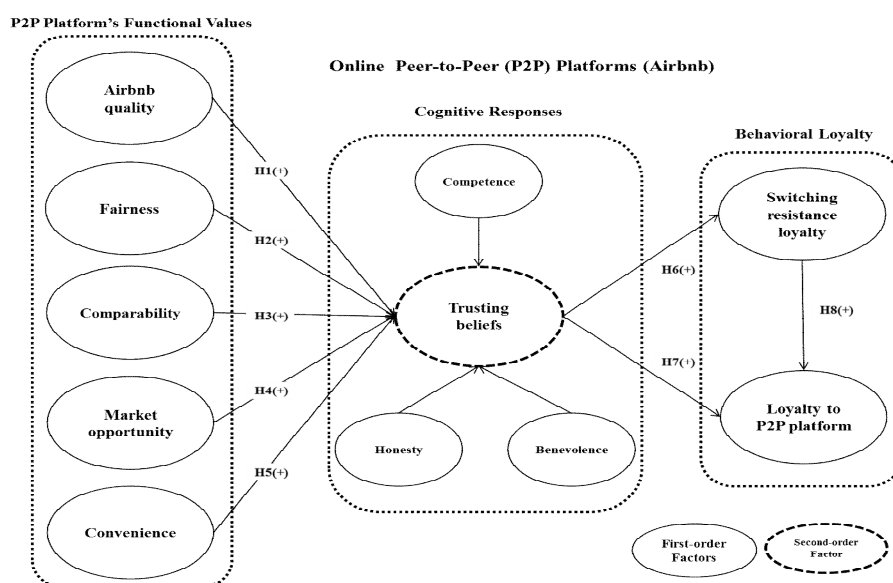 P2P Platform's Functional Values
Online Peer-to-Peer (P2P) Platforms (Airbnb)
Cognitive Responses
Behavioral Loyalty
Airbnb
quality
Fairness
Comparability
Market
opportunity
Convenience
H1(+)
H2(+)
H3(+)
H4(+)
H5(+)
Competence
Trusting
beliefs
Honesty
Benevolence
H6(+)
H7(+)
Switching
resistance
loyalty
H8(+)
Loyalty to
P2P platform
First-order
Factors
Second-order
Factor